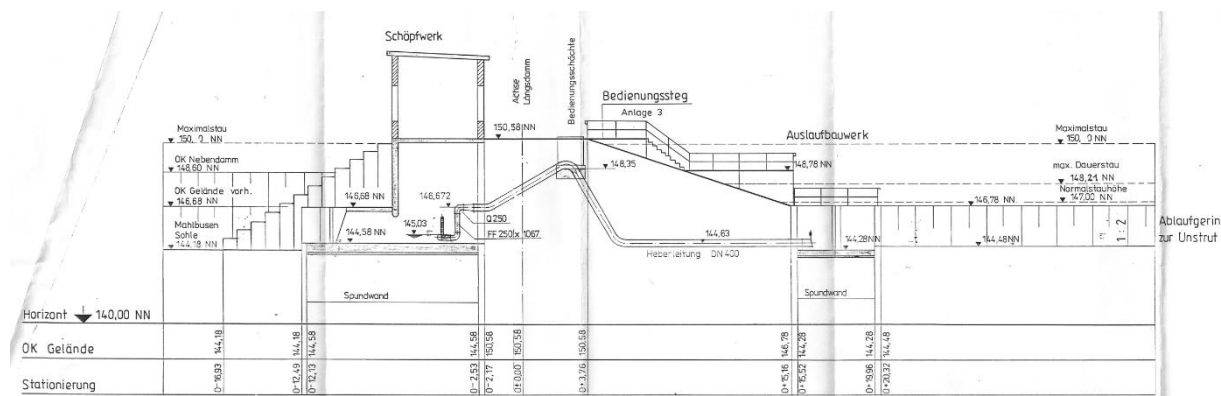 Schöpfwerk
Achse
Längsdamm
Bedienungsschächte
Bedienungssteg
Anlage 3
Auslaufbauwerk
Maximalstau
150,58 NN
OK Nebendamm
148,60 NN
OK Gelände vorh.
146,68 NN
Mahlbusen
Sohle
144,18 NN
146,68 NN
146,672
145,03
144,58 NN
Q 250
FF 250 x 1067
148,35
144,63
Heberleitung DN 400
148,78 NN
146,78 NN
144,28 NN
144,48 NN
Maximalstau
max. Dauerstau
148,21 NN
Normalstauhöhe
147,00 NN
1 : 2
Ablaufgerin
zur Unstrut
Spundwand
Spundwand
Horizont 140,00 NN
OK Gelände 144,18 144,18 144,58 144,58 150,58 150,58 150,58 146,78 144,28 144,28 144,48
Stationierung 0-16,93 0-12,49 0-12,13 0-2,53 0-2,17 0±0,00 0+3,76 0+15,16 0+15,52 0+19,96 0+20,32